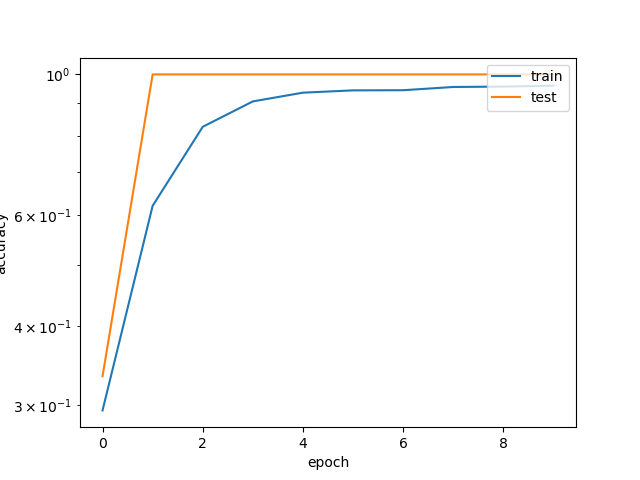 10⁰
6 × 10⁻¹
4 × 10⁻¹
3 × 10⁻¹
accuracy
0 2 4 6 8
epoch
train
test